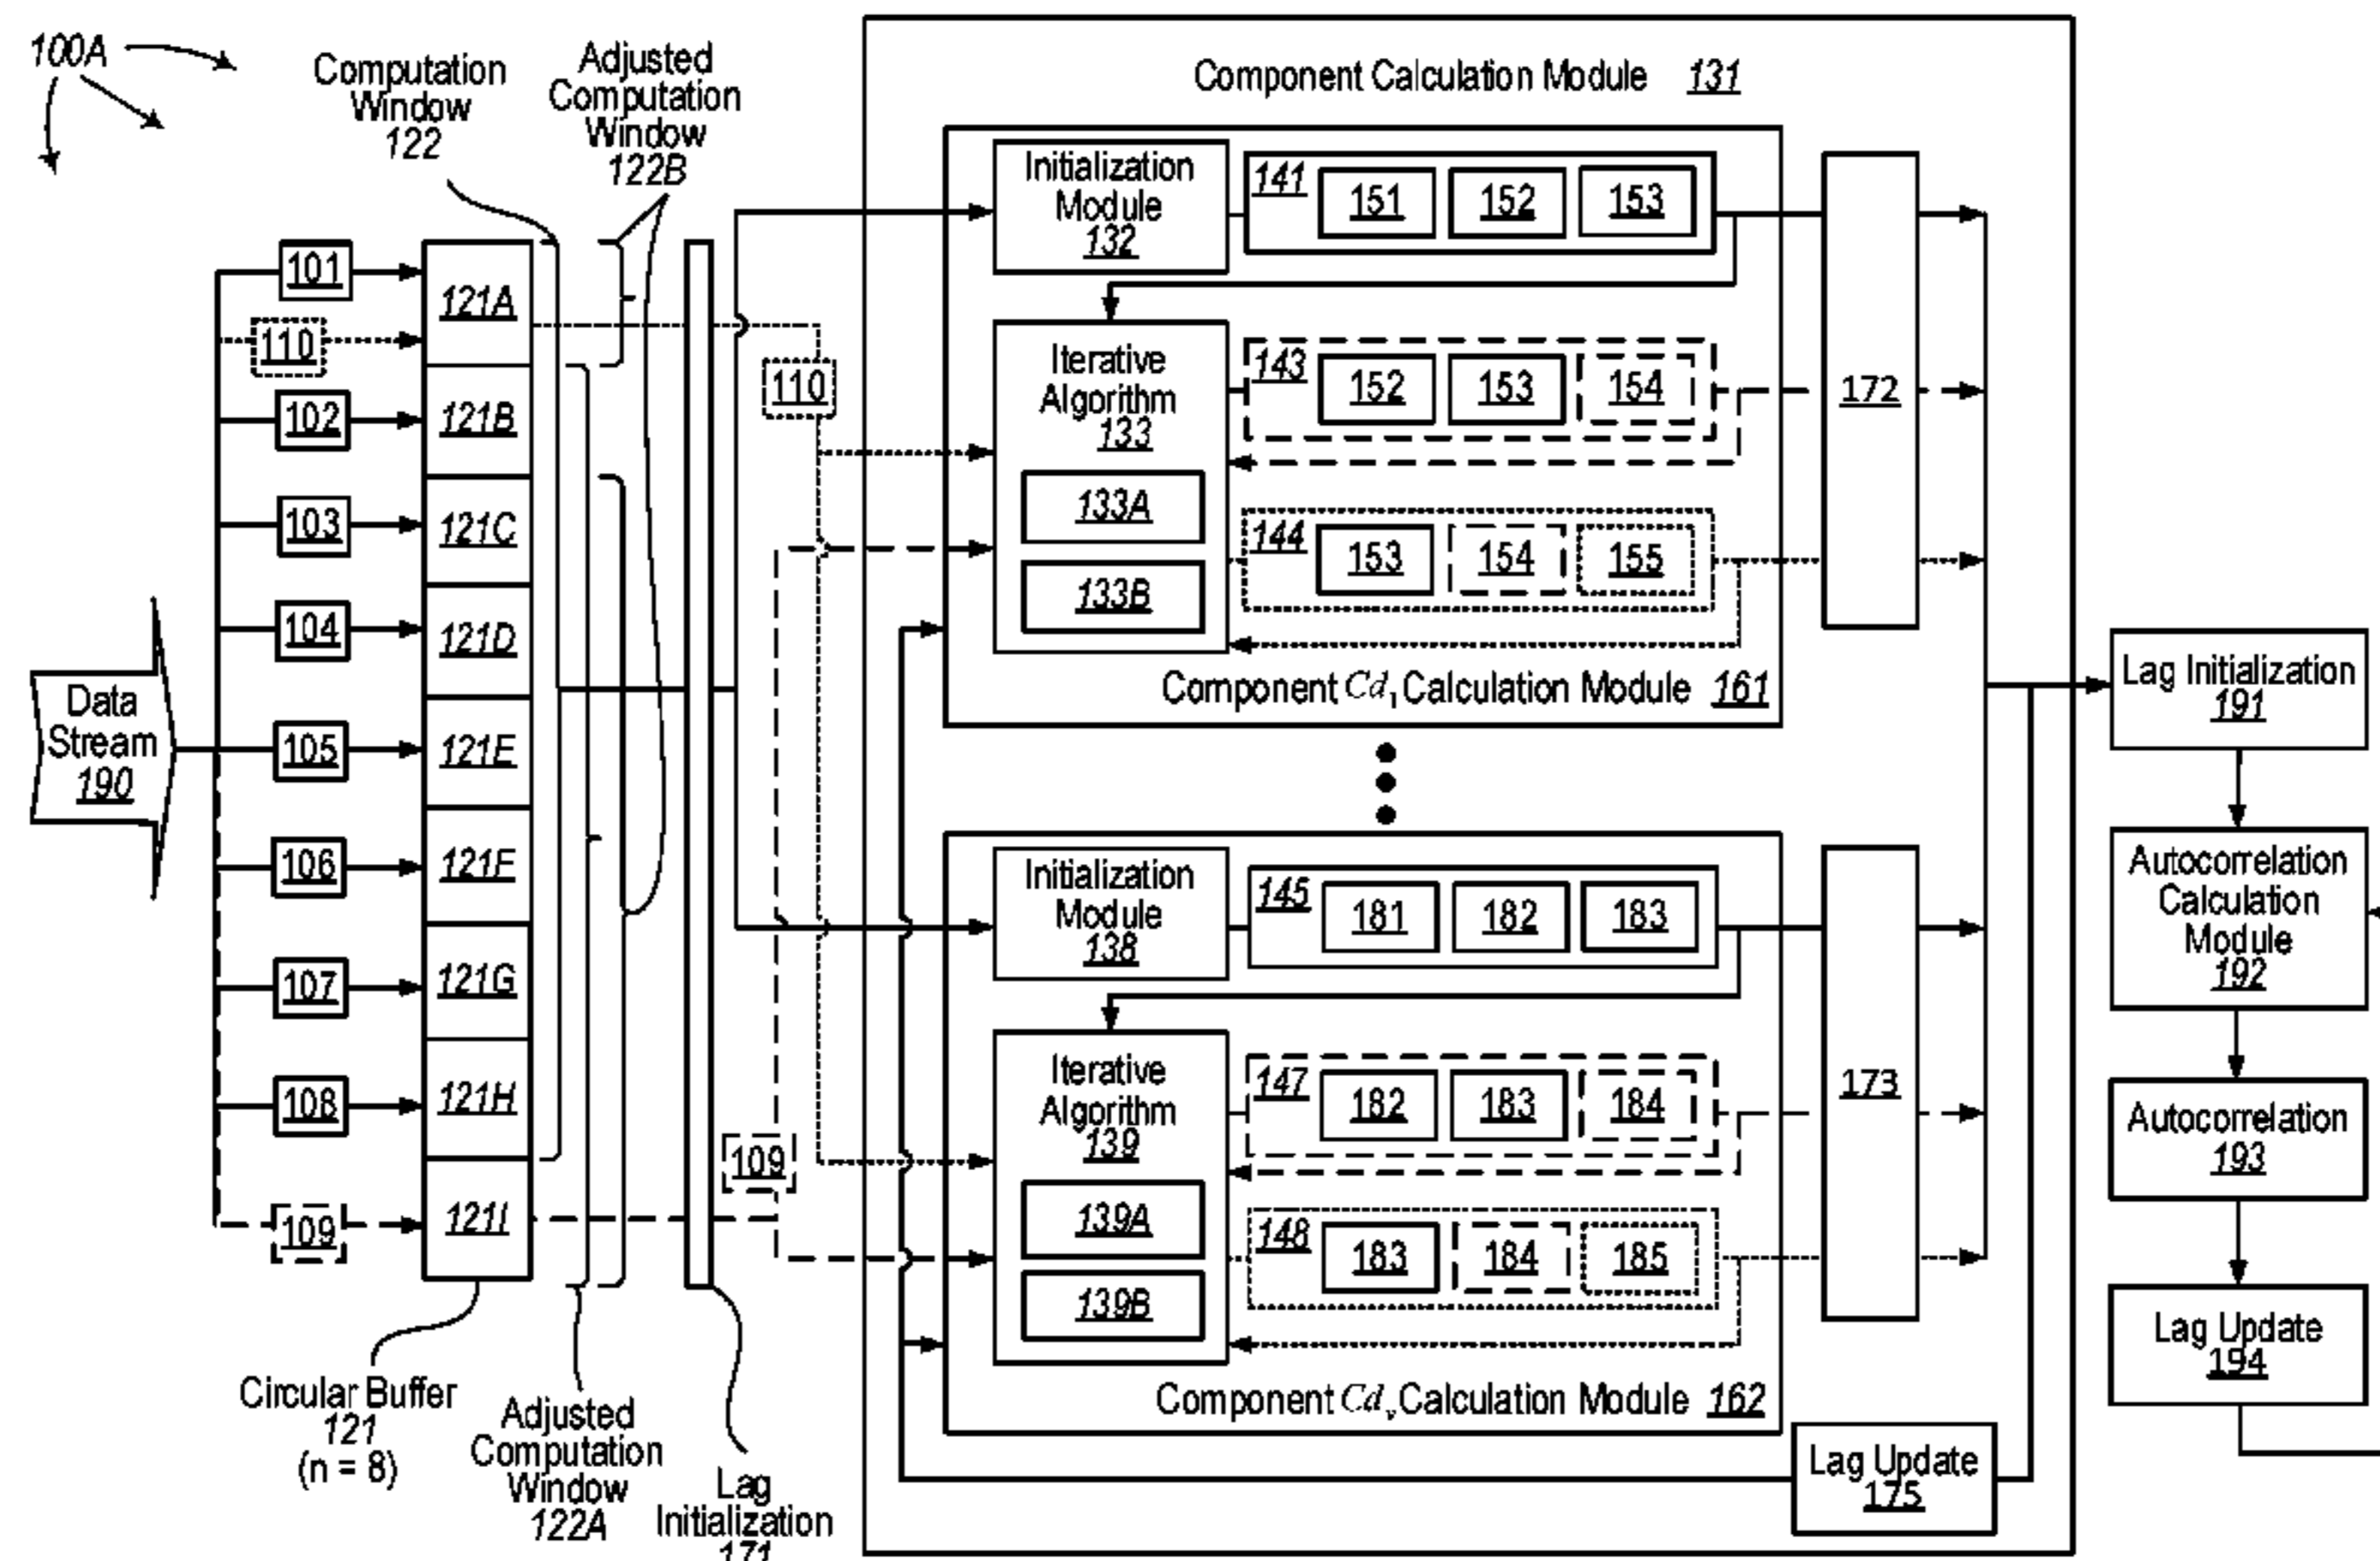 100A
Computation
Window
122
Adjusted
Computation
Window
122B
Component Calculation Module 131
Initialization
Module
132
141 151 152 153
101
110
102
103
104
105
106
107
108
109
Data
Stream
190
121A
121B
121C
121D
121E
121F
121G
121H
121I
110
109
Iterative
Algorithm
133
133A
133B
143 152 153 154
144 153 154 155
172
Component Cd1 Calculation Module 161
Initialization
Module
138
145 181 182 183
Iterative
Algorithm
139
139A
139B
147 182 183 184
148 183 184 185
173
Component Cdv Calculation Module 162
Lag Update
175
Lag Initialization
191
Autocorrelation
Calculation
Module
192
Autocorrelation
193
Lag Update
194
Circular Buffer
121
(n = 8)
Adjusted
Computation
Window
122A
Lag
Initialization
171